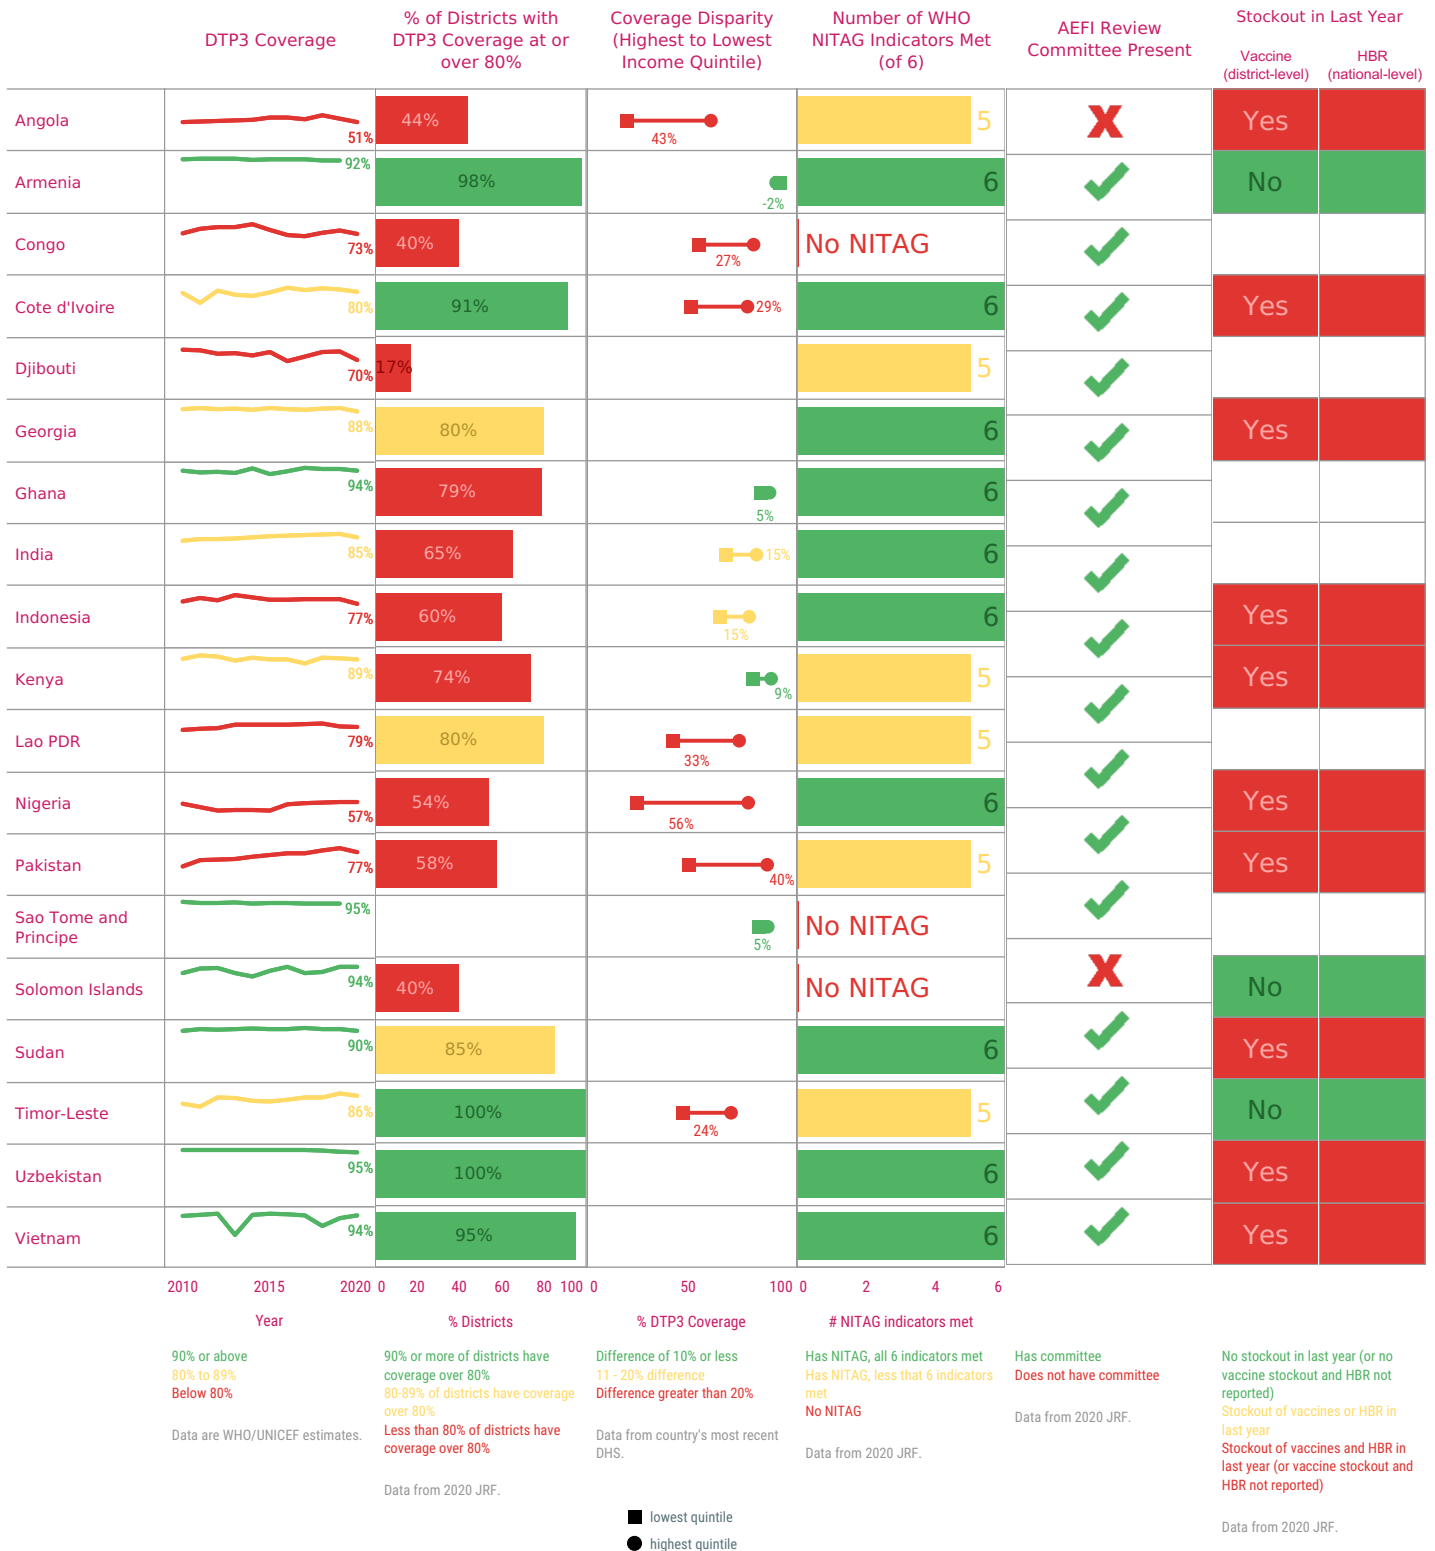 DTP3 Coverage
% of Districts with
DTP3 Coverage at or
over 80%
Coverage Disparity
(Highest to Lowest
Income Quintile)
Number of WHO
NITAG Indicators Met
(of 6)
AEFI Review
Committee Present
Stockout in Last Year
Vaccine
(district-level)
HBR
(national-level)
Angola
51%
44%
43%
5
Yes
Armenia
92%
98%
-2%
6
No
Congo
73%
40%
27%
No NITAG
Cote d'Ivoire
80%
91%
29%
6
Yes
Djibouti
70%
17%
5
Georgia
88%
80%
6
Yes
Ghana
94%
79%
5%
6
India
85%
65%
15%
6
Indonesia
77%
60%
15%
6
Yes
Kenya
89%
74%
9%
5
Yes
Lao PDR
79%
80%
33%
5
Nigeria
57%
54%
56%
6
Yes
Pakistan
77%
58%
40%
5
Yes
Sao Tome and
Principe
95%
5%
No NITAG
Solomon Islands
94%
40%
No NITAG
No
Sudan
90%
85%
6
Yes
Timor-Leste
86%
100%
24%
5
No
Uzbekistan
95%
100%
6
Yes
Vietnam
94%
95%
6
Yes
2010 2015 2020
0 20 40 60 80 100
0 50 100
0 2 4 6
Year
% Districts
% DTP3 Coverage
# NITAG indicators met
90% or above
80% to 89%
Below 80%
Data are WHO/UNICEF estimates.
90% or more of districts have
coverage over 80%
80-89% of districts have coverage
over 80%
Less than 80% of districts have
coverage over 80%
Data from 2020 JRF.
Difference of 10% or less
11 - 20% difference
Difference greater than 20%
Data from country's most recent
DHS.
lowest quintile
highest quintile
Has NITAG, all 6 indicators met
Has NITAG, less that 6 indicators
met
No NITAG
Data from 2020 JRF.
Has committee
Does not have committee
Data from 2020 JRF.
No stockout in last year (or no
vaccine stockout and HBR not
reported)
Stockout of vaccines or HBR in
last year
Stockout of vaccines and HBR in
last year (or vaccine stockout and
HBR not reported)
Data from 2020 JRF.